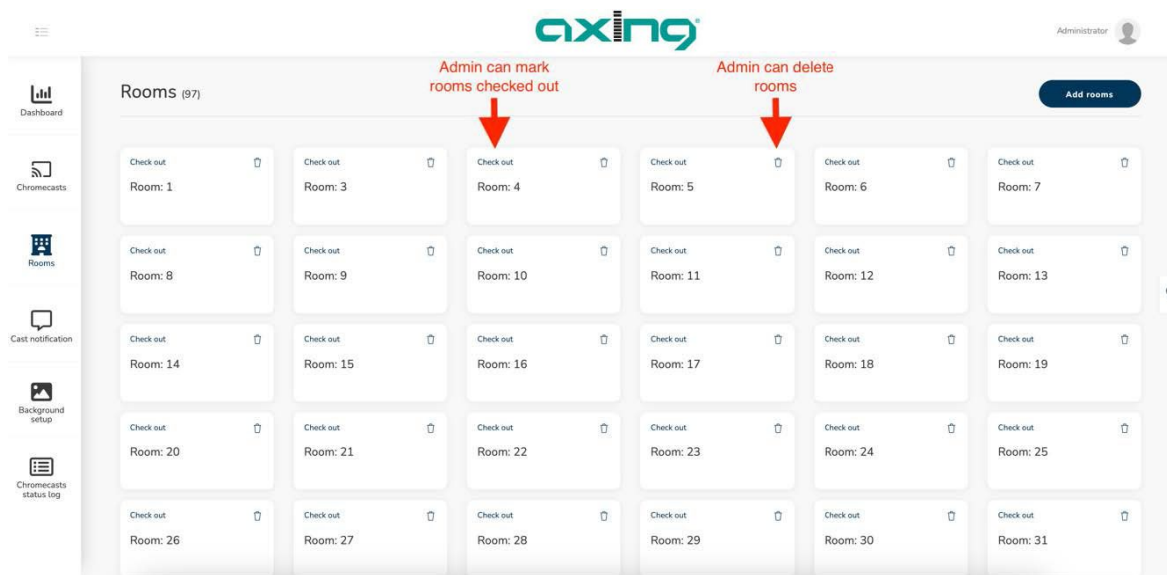 axing
Administrator
Admin can mark
rooms checked out
Admin can delete
rooms
Dashboard
Chromecasts
Rooms
Cast notification
Background
setup
Chromecasts
status log
Rooms (97)
Add rooms
Check out
Room: 1
Check out
Room: 3
Check out
Room: 4
Check out
Room: 5
Check out
Room: 6
Check out
Room: 7
Check out
Room: 8
Check out
Room: 9
Check out
Room: 10
Check out
Room: 11
Check out
Room: 12
Check out
Room: 13
Check out
Room: 14
Check out
Room: 15
Check out
Room: 16
Check out
Room: 17
Check out
Room: 18
Check out
Room: 19
Check out
Room: 20
Check out
Room: 21
Check out
Room: 22
Check out
Room: 23
Check out
Room: 24
Check out
Room: 25
Check out
Room: 26
Check out
Room: 27
Check out
Room: 28
Check out
Room: 29
Check out
Room: 30
Check out
Room: 31